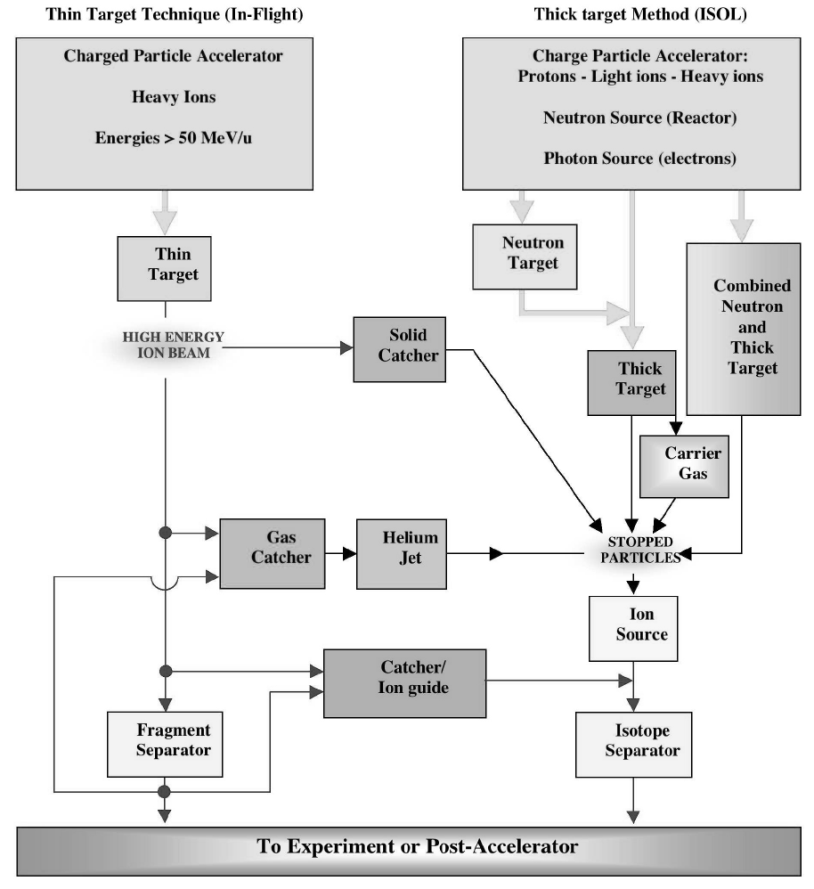 Thin Target Technique (In-Flight)
Thick target Method (ISOL)
Charged Particle Accelerator
Heavy Ions
Energies > 50 MeV/u
Charge Particle Accelerator:
Protons - Light ions - Heavy ions
Neutron Source (Reactor)
Photon Source (electrons)
Thin
Target
Neutron
Target
Combined
Neutron
and
Thick
Target
HIGH ENERGY
ION BEAM
Solid
Catcher
Thick
Target
Carrier
Gas
Gas
Catcher
Helium
Jet
STOPPED
PARTICLES
Ion
Source
Catcher/
Ion guide
Fragment
Separator
Isotope
Separator
To Experiment or Post-Accelerator